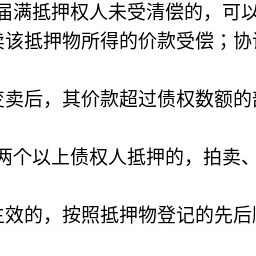 届满抵押权人未受清偿的，可以
卖该抵押物所得的价款受偿；协议
变卖后，其价款超过债权数额的部
两个以上债权人抵押的，拍卖、
生效的，按照抵押物登记的先后顺